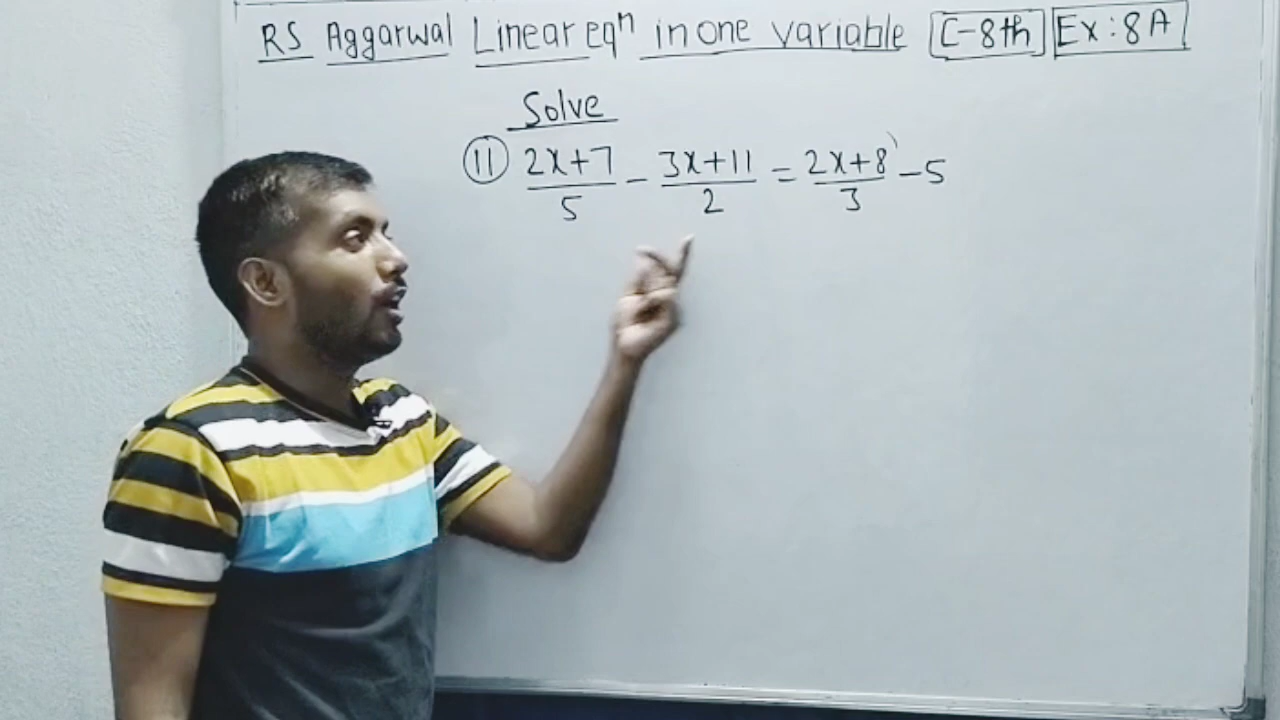 RS Aggarwal Linear eqⁿ in one variable C-8th Ex: 8A
Solve
11 (2x+7)/5 - (3x+11)/2 = (2x+8)/3 - 5